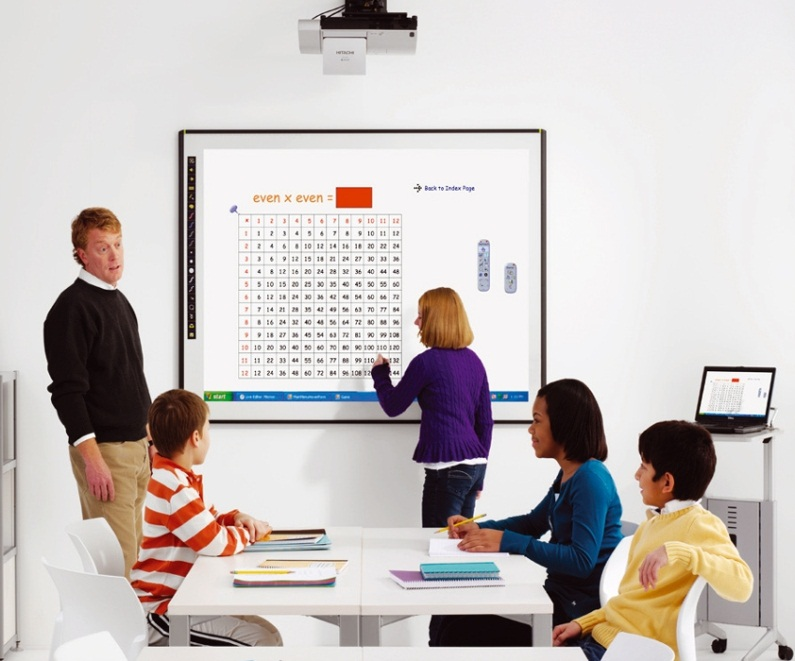 HITACHI
even x even =
Back to Index Page
× 1 2 3 4 5 6 7 8 9 10 11 12
1 1 2 3 4 5 6 7 8 9 10 11 12
2 2 4 6 8 10 12 14 16 18 20 22 24
3 3 6 9 12 15 18 21 24 27 30 33 36
4 4 8 12 16 20 24 28 32 36 40 44 48
5 5 10 15 20 25 30 35 40 45 50 55 60
6 6 12 18 24 30 36 42 48 54 60 66 72
7 7 14 21 28 35 42 49 56 63 70 77 84
8 8 16 24 32 40 48 56 64 72 80 88 96
9 9 18 27 36 45 54 63 72 81 90 99 108
10 10 20 30 40 50 60 70 80 90 100 110 120
11 11 22 33 44 55 66 77 88 99 110 132
12 12 24 36 48 60 72 84 96 108 44
start